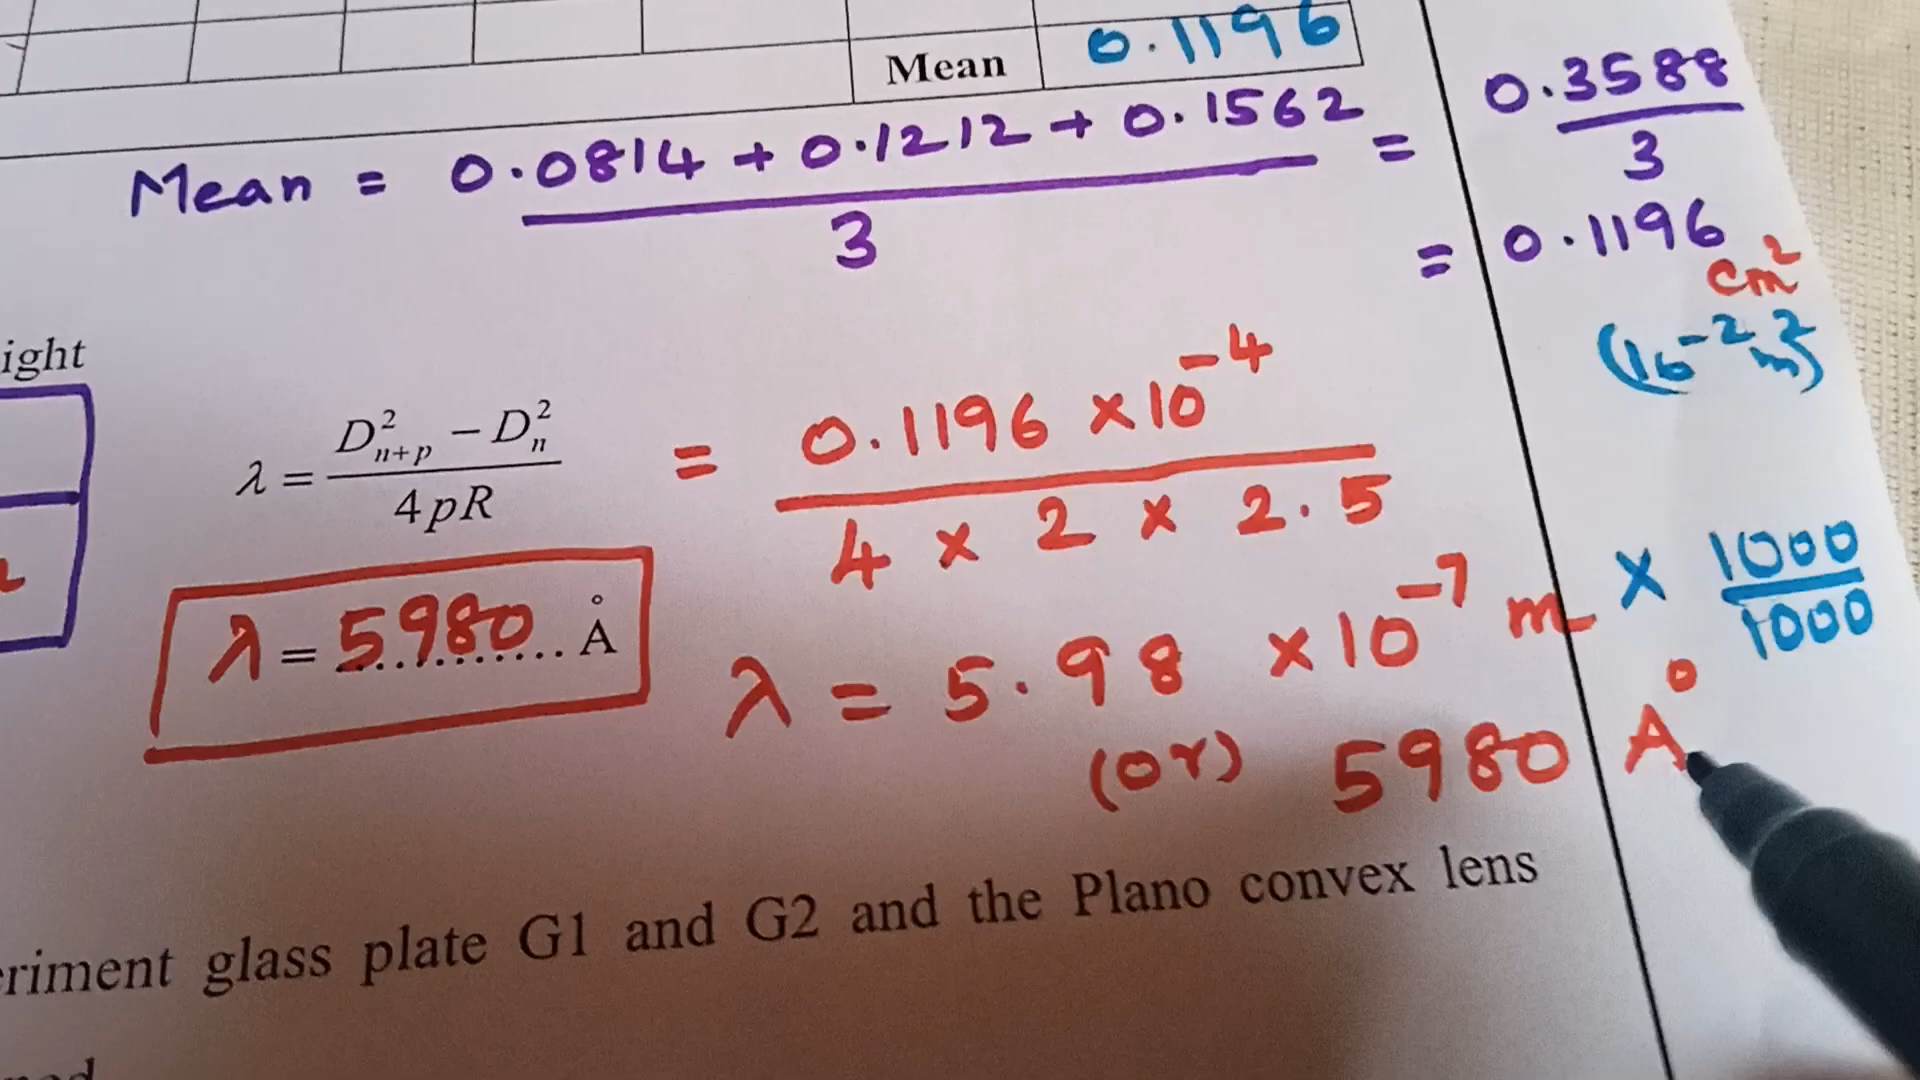 Mean 0.1196
Mean = 0.0814 + 0.1212 + 0.1562 / 3 = 0.3588 / 3
= 0.1196 cm²
(10⁻² m)²
ight
λ = D²ₙ₊ₚ − D²ₙ / 4pR = 0.1196 × 10⁻⁴ / 4 × 2 × 2.5
λ = 5980 ............ Å
λ = 5.98 × 10⁻⁷ m × 1000 / 1000
(or) 5980 A°
eriment glass plate G1 and G2 and the Plano convex lens